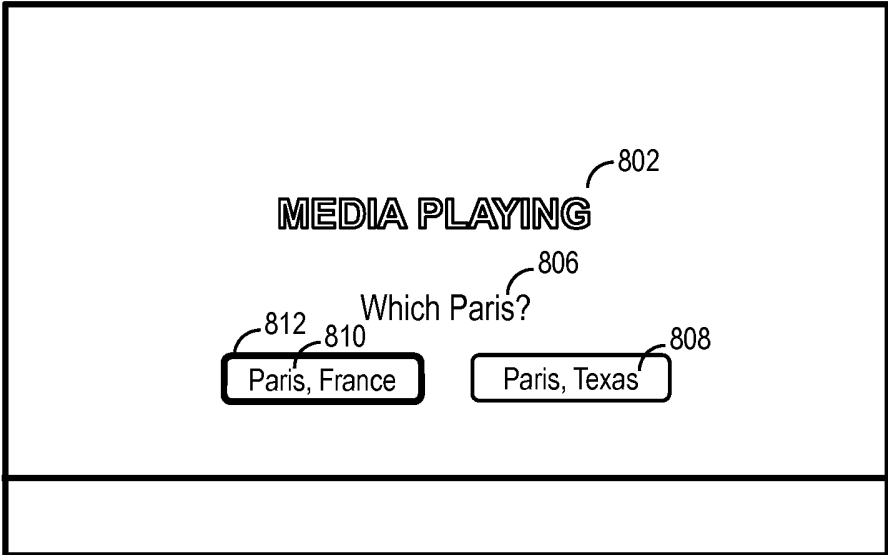 802
MEDIA PLAYING
806
Which Paris?
812
810
808
Paris, France
Paris, Texas